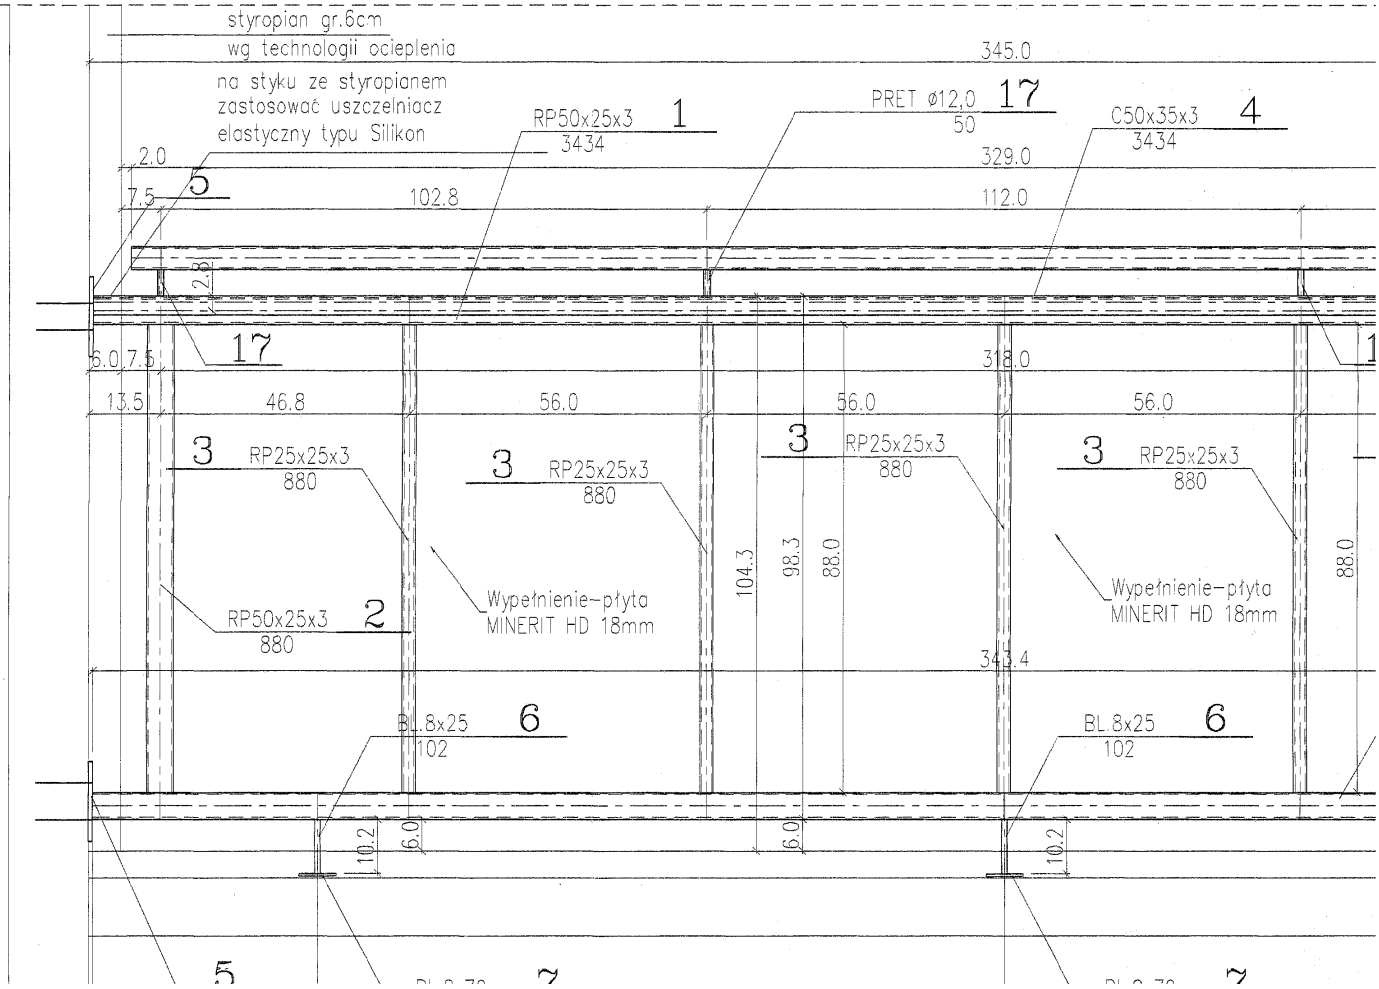 styropian gr.6cm
wg technologii ocieplenia
na styku ze styropianem
zastosować uszczelniacz
elastyczny typu Silikon
345.0
RP50x25x3 1
3434
PRET ø12,0 17
50
C50x35x3 4
3434
2.0
329.0
5
7.5
102.8
112.0
2.8
17
6.0
7.5
318.0
13.5
46.8
56.0
56.0
56.0
3 RP25x25x3
880
3 RP25x25x3
880
3 RP25x25x3
880
3 RP25x25x3
880
104.3
98.3
88.0
88.0
Wypełnienie-płyta
MINERIT HD 18mm
Wypełnienie-płyta
MINERIT HD 18mm
RP50x25x3 2
880
343.4
BL.8x25 6
102
BL.8x25 6
102
10.2
6.0
6.0
10.2
5
7
7